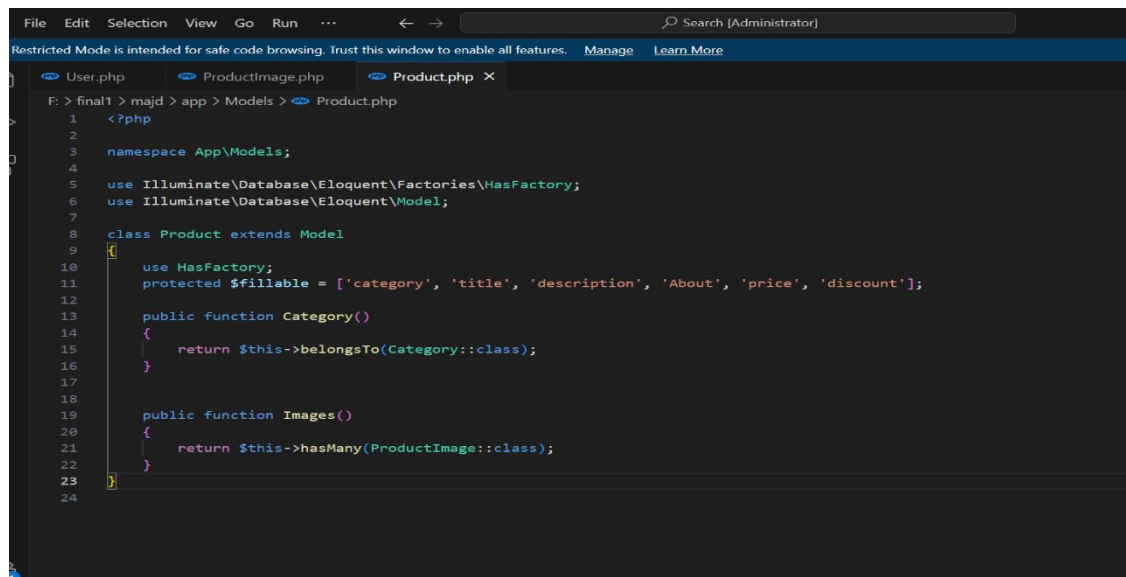 File Edit Selection View Go Run ··· ← → Search [Administrator]
Restricted Mode is intended for safe code browsing. Trust this window to enable all features. Manage Learn More
User.php ProductImage.php Product.php ×
F: > final1 > majd > app > Models > Product.php
1 <?php
2
3 namespace App\Models;
4
5 use Illuminate\Database\Eloquent\Factories\HasFactory;
6 use Illuminate\Database\Eloquent\Model;
7
8 class Product extends Model
9 {
10 use HasFactory;
11 protected $fillable = ['category', 'title', 'description', 'About', 'price', 'discount'];
12
13 public function Category()
14 {
15 return $this->belongsTo(Category::class);
16 }
17
18
19 public function Images()
20 {
21 return $this->hasMany(ProductImage::class);
22 }
23 }
24